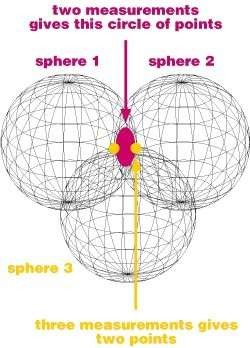 two measurements
gives this circle of points
sphere 1
sphere 2
sphere 3
three measurements gives
two points